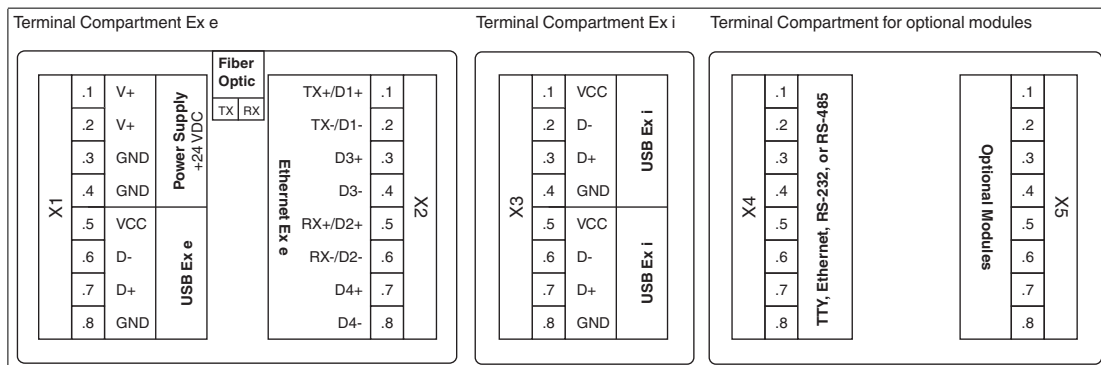 Terminal Compartment Ex e
Fiber
Optic
TX RX
X1
.1 V+
.2 V+
.3 GND
.4 GND
.5 VCC
.6 D-
.7 D+
.8 GND
Power Supply
+24 VDC
USB Ex e
Ethernet Ex e
TX+/D1+ .1
TX-/D1- .2
D3+ .3
D3- .4
RX+/D2+ .5
RX-/D2- .6
D4+ .7
D4- .8
X2
Terminal Compartment Ex i
X3
.1 VCC
.2 D-
.3 D+
.4 GND
.5 VCC
.6 D-
.7 D+
.8 GND
USB Ex i
USB Ex i
Terminal Compartment for optional modules
X4
.1
.2
.3
.4
.5
.6
.7
.8
TTY, Ethernet, RS-232, or RS-485
Optional Modules
.1
.2
.3
.4
.5
.6
.7
.8
X5